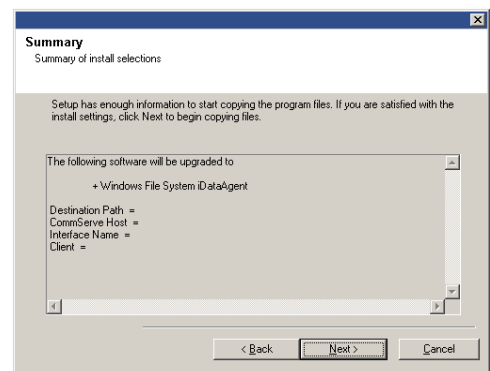 Summary
Summary of install selections
Setup has enough information to start copying the program files. If you are satisfied with the
install settings, click Next to begin copying files.
The following software will be upgraded to
+ Windows File System iDataAgent
Destination Path =
CommServe Host =
Interface Name =
Client =
< Back
Next >
Cancel